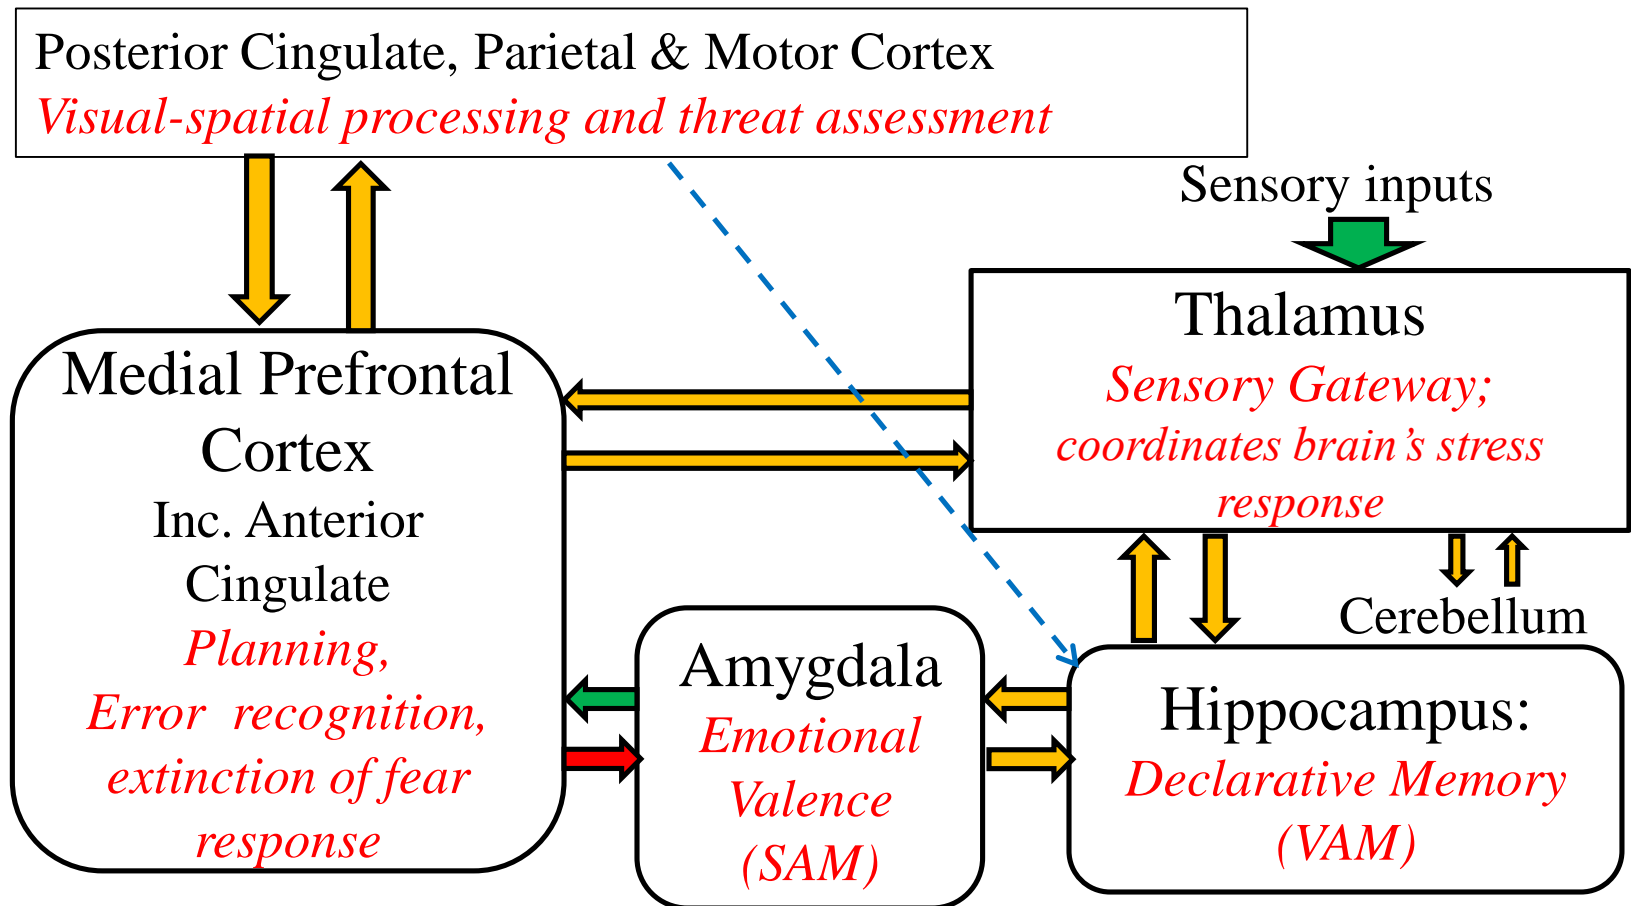 Posterior Cingulate, Parietal & Motor Cortex
Visual-spatial processing and threat assessment
Sensory inputs
Thalamus
Sensory Gateway;
coordinates brain’s stress
response
Medial Prefrontal
Cortex
Inc. Anterior
Cingulate
Planning,
Error recognition,
extinction of fear
response
Cerebellum
Amygdala
Emotional
Valence
(SAM)
Hippocampus:
Declarative Memory
(VAM)